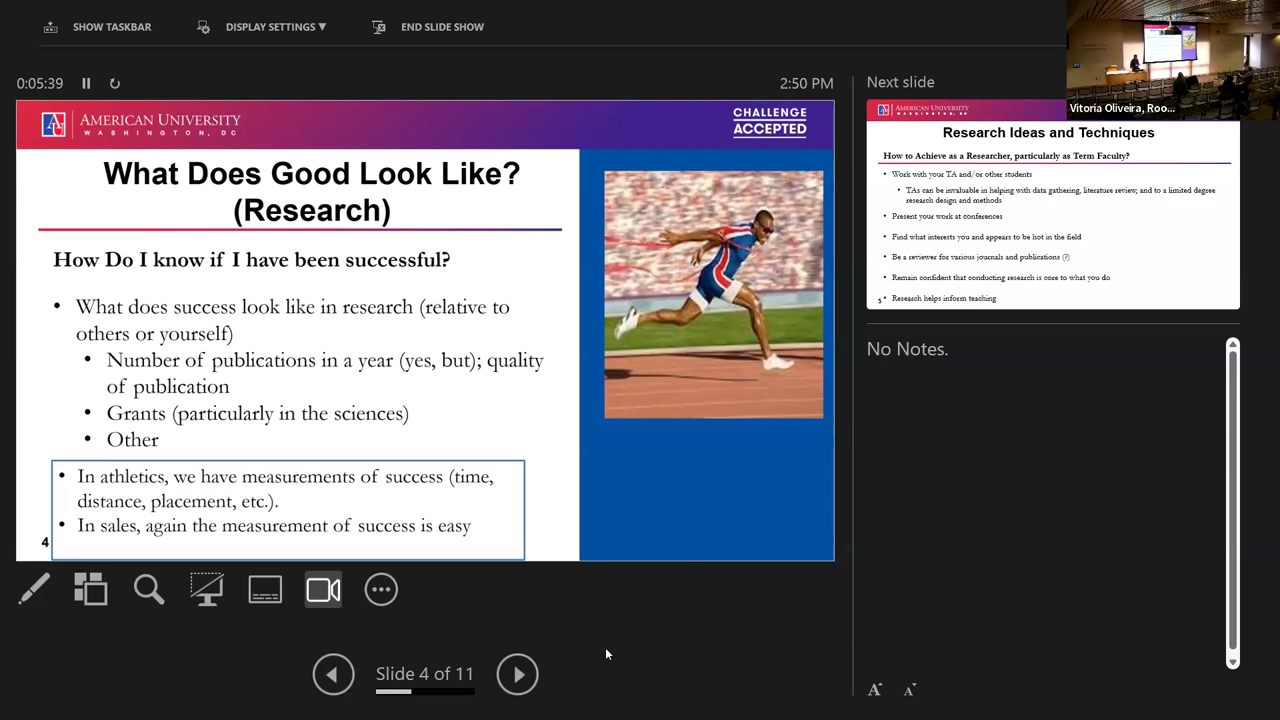 SHOW TASKBAR
DISPLAY SETTINGS ▼
END SLIDE SHOW
0:05:39
2:50 PM
AMERICAN UNIVERSITY
WASHINGTON, DC
CHALLENGE
ACCEPTED
What Does Good Look Like?
(Research)
How Do I know if I have been successful?
• What does success look like in research (relative to
others or yourself)
• Number of publications in a year (yes, but); quality
of publication
• Grants (particularly in the sciences)
• Other
• In athletics, we have measurements of success (time,
distance, placement, etc.).
• In sales, again the measurement of success is easy
4
Slide 4 of 11
Next slide
Vitoria Oliveira, Roo...
AMERICAN UNIVERSITY
Research Ideas and Techniques
How to Achieve as a Researcher, particularly as Term Faculty?
• Work with your TA and/or other students
• TAs can be invaluable in helping with data gathering, literature review, and to a limited degree
research design and methods
• Present your work at conferences
• Find what interests you and appears to be hot in the field
• Be a reviewer for various journals and publications (?)
• Remain confident that conducting research is core to what you do
• Research helps inform teaching
5
No Notes.
A A